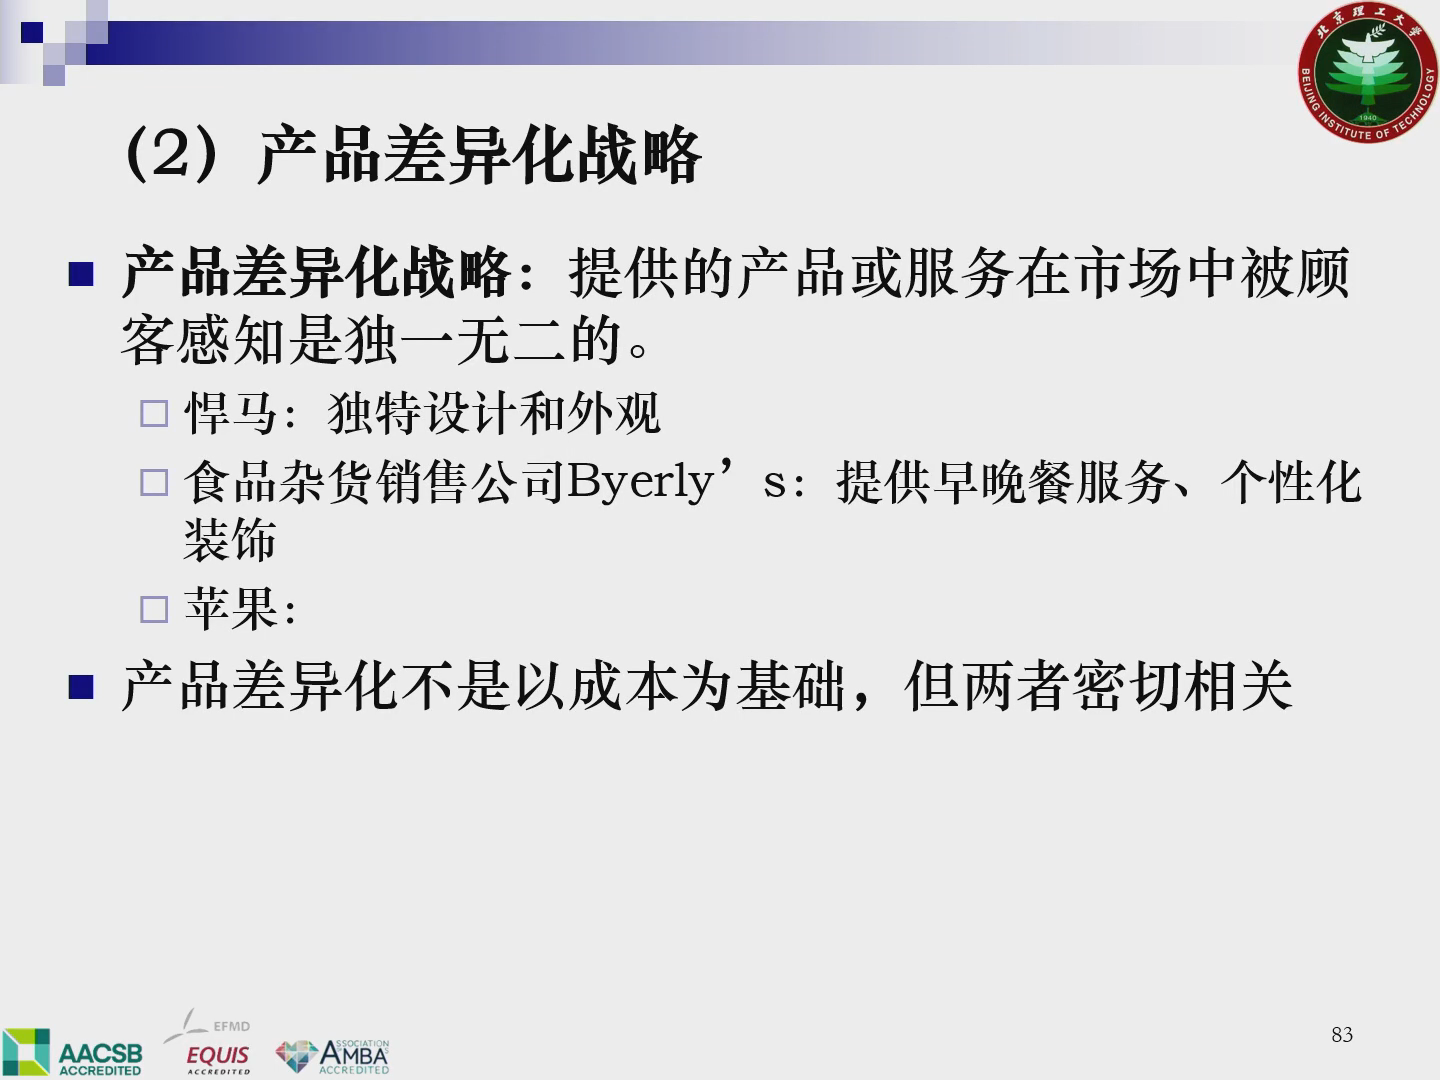 北京理工大学
BEIJING INSTITUTE OF TECHNOLOGY
1940
（2）产品差异化战略
产品差异化战略：提供的产品或服务在市场中被顾
客感知是独一无二的。
悍马：独特设计和外观
食品杂货销售公司Byerly’s：提供早晚餐服务、个性化
装饰
苹果：
产品差异化不是以成本为基础，但两者密切相关
AACSB
ACCREDITED
EFMD
EQUIS
ACCREDITED
ASSOCIATION
AMBA
ACCREDITED
83